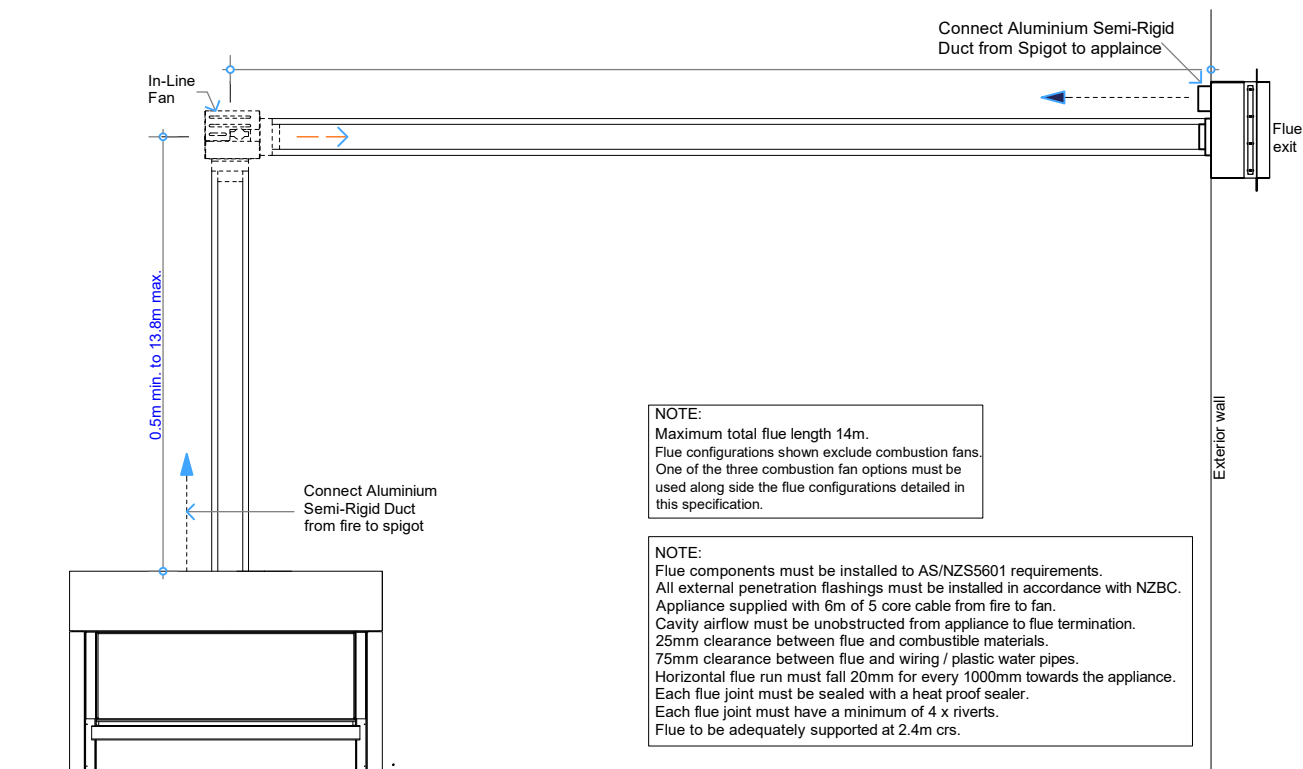 Connect Aluminium Semi-Rigid
Duct from Spigot to applaince
In-Line
Fan
Flue
exit
0.5m min. to 13.8m max.
Exterior wall
Connect Aluminium
Semi-Rigid Duct
from fire to spigot
NOTE:
Maximum total flue length 14m.
Flue configurations shown exclude combustion fans.
One of the three combustion fan options must be
used along side the flue configurations detailed in
this specification.
NOTE:
Flue components must be installed to AS/NZS5601 requirements.
All external penetration flashings must be installed in accordance with NZBC.
Appliance supplied with 6m of 5 core cable from fire to fan.
Cavity airflow must be unobstructed from appliance to flue termination.
25mm clearance between flue and combustible materials.
75mm clearance between flue and wiring / plastic water pipes.
Horizontal flue run must fall 20mm for every 1000mm towards the appliance.
Each flue joint must be sealed with a heat proof sealer.
Each flue joint must have a minimum of 4 x riverts.
Flue to be adequately supported at 2.4m crs.